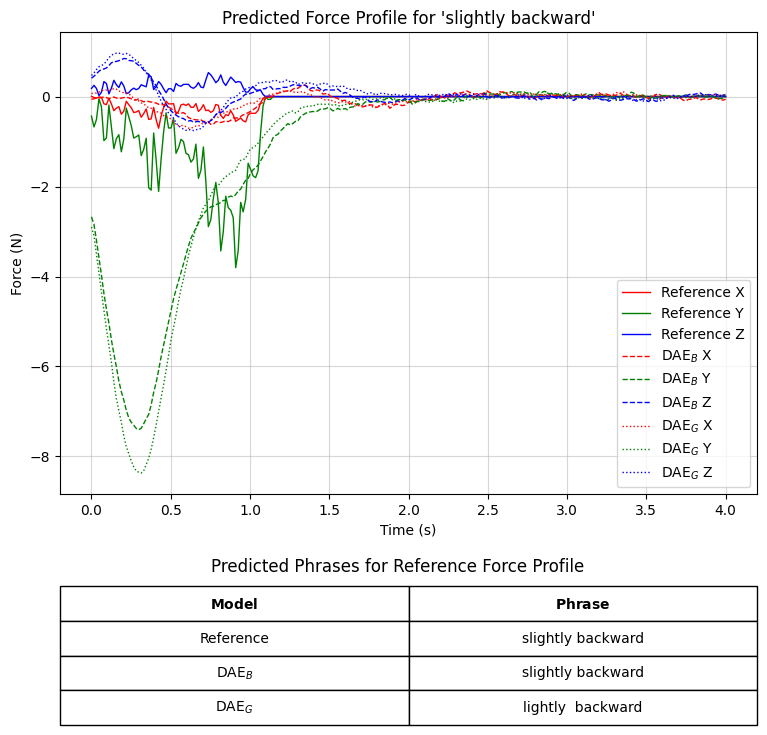 Predicted Force Profile for 'slightly backward'
Force (N)
0
−2
−4
−6
−8
0.0 0.5 1.0 1.5 2.0 2.5 3.0 3.5 4.0
Time (s)
Reference X
Reference Y
Reference Z
DAE_B X
DAE_B Y
DAE_B Z
DAE_G X
DAE_G Y
DAE_G Z
Predicted Phrases for Reference Force Profile
Model Phrase
Reference slightly backward
DAE_B slightly backward
DAE_G lightly  backward